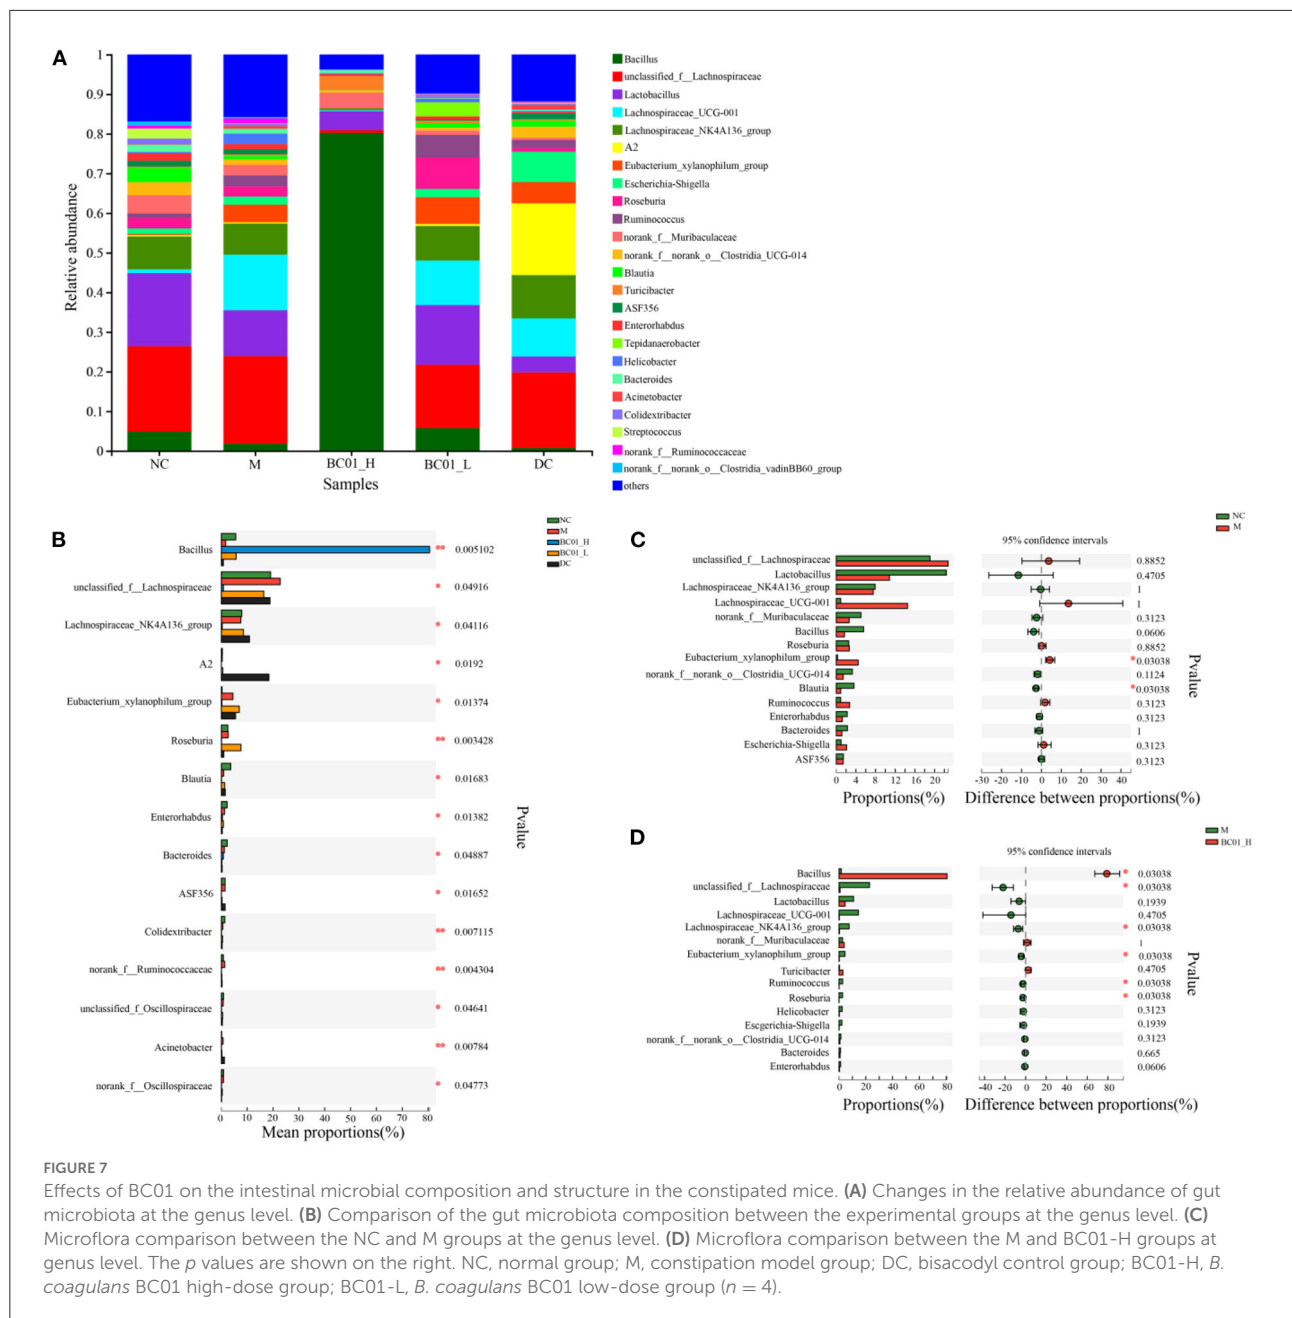 A
1
0.9
0.8
0.7
0.6
0.5
0.4
0.3
0.2
0.1
0
Relative abundance
NC
M
BC01_H
BC01_L
DC
Samples
Bacillus
unclassified_f__Lachnospiraceae
Lactobacillus
Lachnospiraceae_UCG-001
Lachnospiraceae_NK4A136_group
A2
Eubacterium_xylanophilum_group
Escherichia-Shigella
Roseburia
Ruminococcus
norank_f__Muribaculaceae
norank_f__norank_o__Clostridia_UCG-014
Blautia
Turicibacter
ASF356
Enterorhabdus
Tepidanaerobacter
Helicobacter
Bacteroides
Acinetobacter
Colidextribacter
Streptococcus
norank_f__Ruminococcaceae
norank_f__norank_o__Clostridia_vadinBB60_group
others
B
NC
M
BC01_H
BC01_L
DC
Bacillus ** 0.005102
unclassified_f__Lachnospiraceae * 0.04916
Lachnospiraceae_NK4A136_group * 0.04116
A2 * 0.0192
Eubacterium_xylanophilum_group * 0.01374
Roseburia ** 0.003428
Blautia * 0.01683
Enterorhabdus * 0.01382
Bacteroides * 0.04887
ASF356 * 0.01652
Colidextribacter ** 0.007115
norank_f__Ruminococcaceae ** 0.004304
unclassified_f_Oscillospiraceae * 0.04641
Acinetobacter ** 0.00784
norank_f__Oscillospiraceae * 0.04773
0 10 20 30 40 50 60 70 80
Mean proportions(%)
Pvalue
C
NC
M
95% confidence intervals
unclassified_f__Lachnospiraceae 0.8852
Lactobacillus 0.4705
Lachnospiraceae_NK4A136_group 1
Lachnospiraceae_UCG-001 1
norank_f__Muribaculaceae 0.3123
Bacillus 0.0606
Roseburia 0.8852
Eubacterium_xylanophilum_group * 0.03038
norank_f__norank_o__Clostridia_UCG-014 0.1124
Blautia * 0.03038
Ruminococcus 0.3123
Enterorhabdus 0.3123
Bacteroides 1
Escherichia-Shigella 0.3123
ASF356 0.3123
0 4 8 12 16 20
-30 -20 -10 0 10 20 30 40
Proportions(%)
Difference between proportions(%)
Pvalue
D
M
BC01_H
95% confidence intervals
Bacillus * 0.03038
unclassified_f__Lachnospiraceae * 0.03038
Lactobacillus 0.1939
Lachnospiraceae_UCG-001 0.4705
Lachnospiraceae_NK4A136_group * 0.03038
norank_f__Muribaculaceae 1
Eubacterium_xylanophilum_group * 0.03038
Turicibacter 0.4705
Ruminococcus * 0.03038
Roseburia * 0.03038
Helicobacter 0.3123
Escgerichia-Shigella 0.1939
norank_f__norank_o__Clostridia_UCG-014 0.3123
Bacteroides 0.665
Enterorhabdus 0.0606
0 20 40 60 80
-40 -20 0 20 40 60 80
Proportions(%)
Difference between proportions(%)
Pvalue
FIGURE 7
Effects of BC01 on the intestinal microbial composition and structure in the constipated mice. (A) Changes in the relative abundance of gut
microbiota at the genus level. (B) Comparison of the gut microbiota composition between the experimental groups at the genus level. (C)
Microflora comparison between the NC and M groups at the genus level. (D) Microflora comparison between the M and BC01-H groups at
genus level. The p values are shown on the right. NC, normal group; M, constipation model group; DC, bisacodyl control group; BC01-H, B.
coagulans BC01 high-dose group; BC01-L, B. coagulans BC01 low-dose group (n = 4).